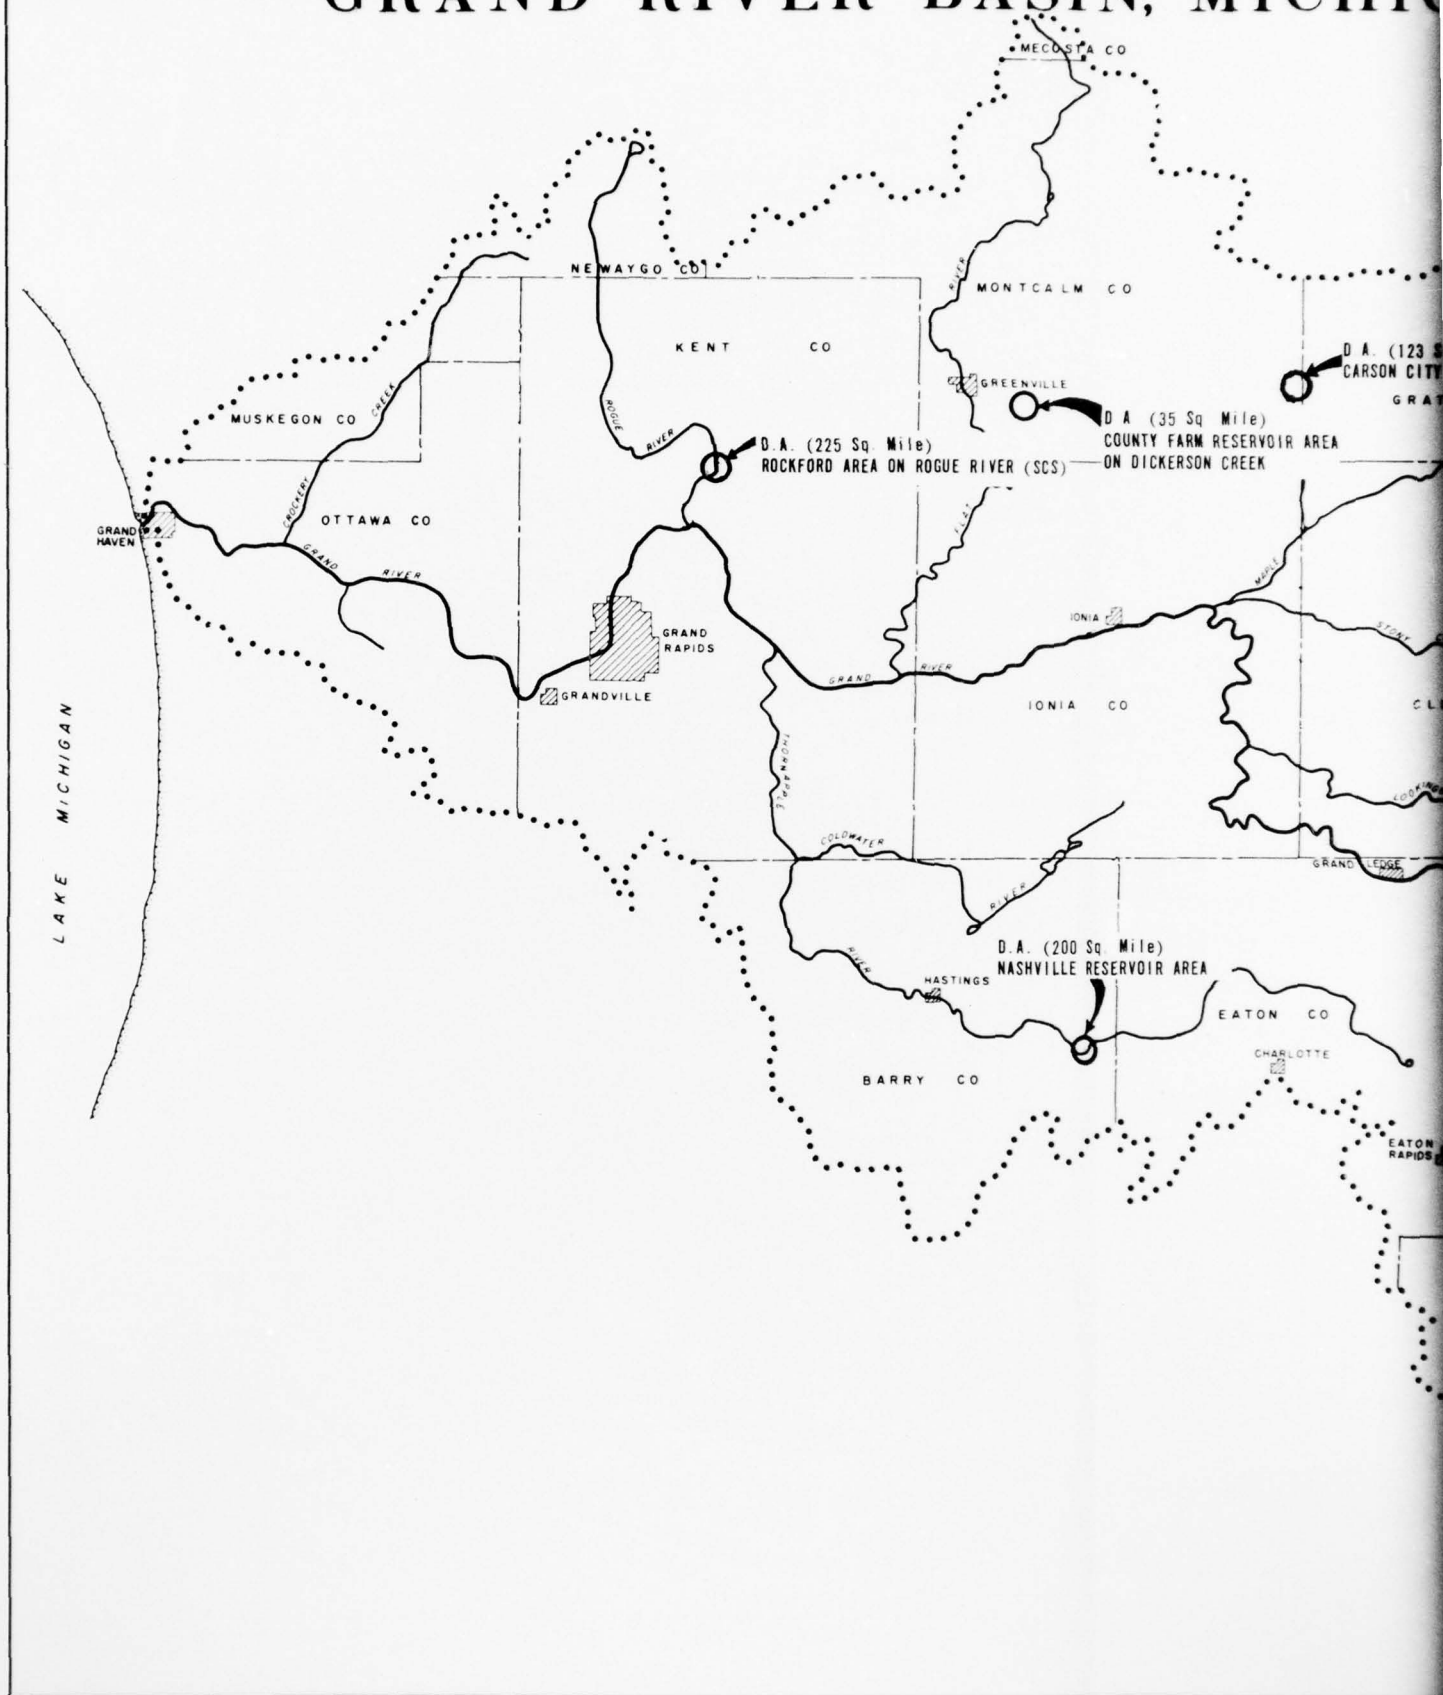 GRAND RIVER BASIN,
MECOSTA CO
NEWAYGO CO
RIVER
MONTCALM CO
KENT CO
D.A. (123
CARSON CITY
GREENVILLE
CREEK
MUSKEGON CO
ROGUE
RIVER
D.A (35 Sq Mile)
COUNTY FARM RESERVOIR AREA
ON DICKERSON CREEK
D.A. (225 Sq. Mile)
ROCKFORD AREA ON ROGUE RIVER (SCS)
CROCKERY
OTTAWA CO
FLAT
GRAND
HAVEN
GRAND
RIVER
MAPLE
IONIA
STONY
GRAND
RAPIDS
GRAND
RIVER
GRANDVILLE
IONIA CO
LAKE MICHIGAN
THORNAPPLE
COLDWATER
GRAND LEDGE
RIVER
D.A. (200 Sq. Mile)
NASHVILLE RESERVOIR AREA
RIVER
HASTINGS
EATON CO
CHARLOTTE
BARRY CO
EATON
RAPIDS